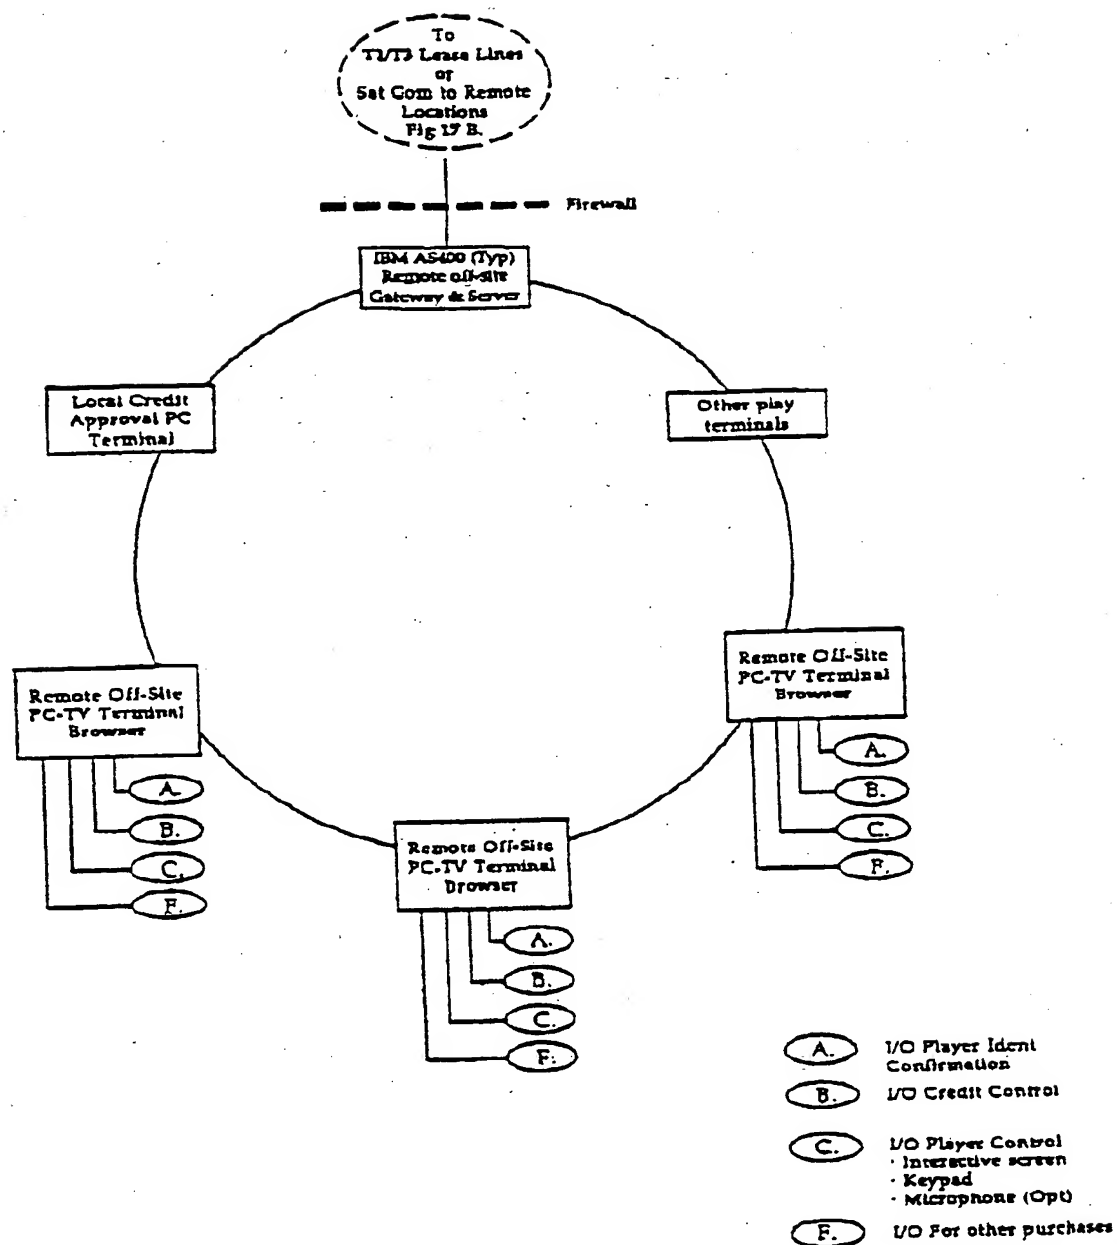 To
T1/T3 Lease Lines
or
Sat Com to Remote
Locations
Fig 17 B.
Firewall
IBM AS400 (Typ)
Remote off-site
Gateway & Server
Local Credit
Approval PC
Terminal
Other play
terminals
Remote Off-Site
PC-TV Terminal
Browser
A.
B.
C.
F.
Remote Off-Site
PC-TV Terminal
Browser
A.
B.
C.
F.
Remote Off-Site
PC-TV Terminal
Browser
A.
B.
C.
F.
A. I/O Player Ident
Confirmation
B. I/O Credit Control
C. I/O Player Control
· Interactive screen
· Keypad
· Microphone (Opt)
F. I/O For other purchases